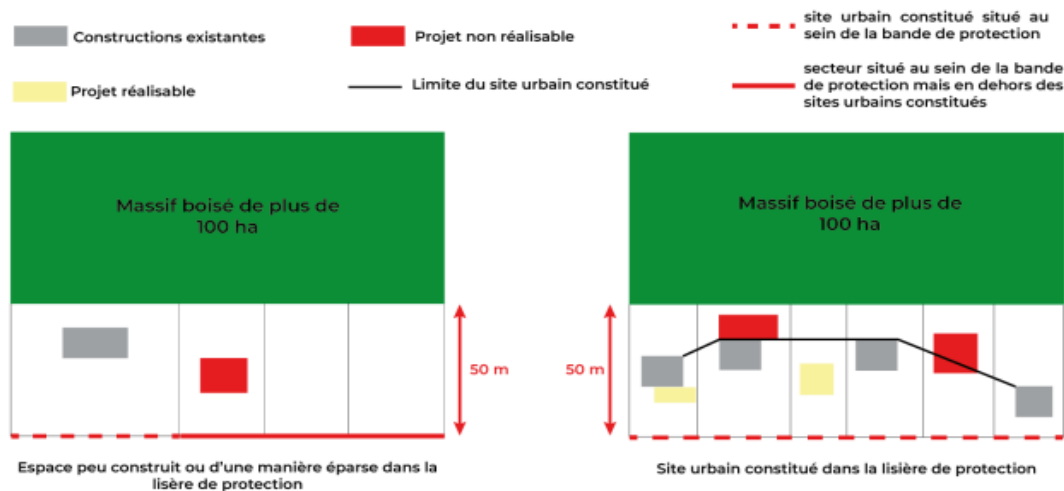 Constructions existantes
Projet non réalisable
site urbain constitué situé au
sein de la bande de protection
Projet réalisable
Limite du site urbain constitué
secteur situé au sein de la bande
de protection mais en dehors des
sites urbains constitués
Massif boisé de plus de
100 ha
Massif boisé de plus de
100 ha
50 m
50 m
Espace peu construit ou d'une manière éparse dans la
lisère de protection
Site urbain constitué dans la lisière de protection